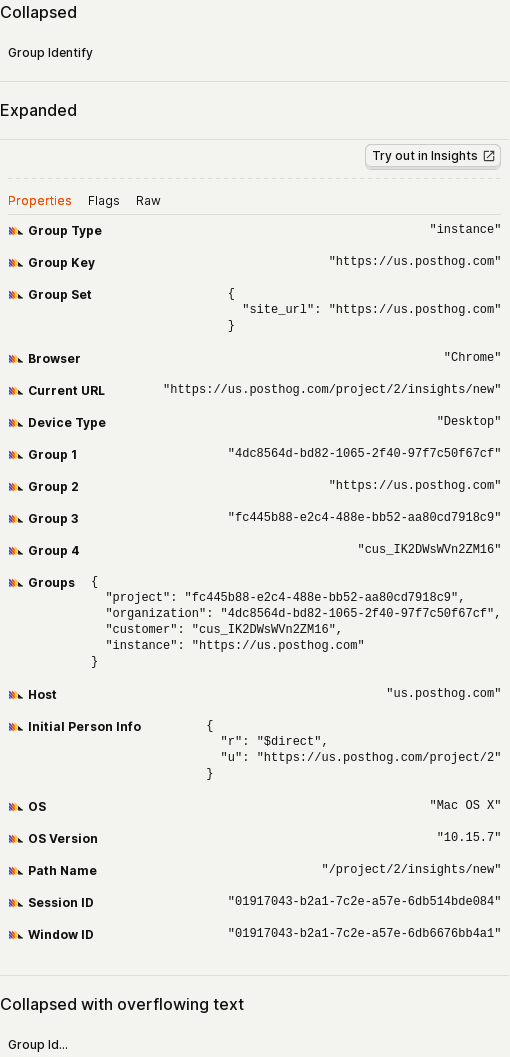 Collapsed
Group Identify
Expanded
Try out in Insights
Properties Flags Raw
Group Type "instance"
Group Key "https://us.posthog.com"
Group Set {
"site_url": "https://us.posthog.com"
}
Browser "Chrome"
Current URL "https://us.posthog.com/project/2/insights/new"
Device Type "Desktop"
Group 1 "4dc8564d-bd82-1065-2f40-97f7c50f67cf"
Group 2 "https://us.posthog.com"
Group 3 "fc445b88-e2c4-488e-bb52-aa80cd7918c9"
Group 4 "cus_IK2DWsWVn2ZM16"
Groups {
"project": "fc445b88-e2c4-488e-bb52-aa80cd7918c9",
"organization": "4dc8564d-bd82-1065-2f40-97f7c50f67cf",
"customer": "cus_IK2DWsWVn2ZM16",
"instance": "https://us.posthog.com"
}
Host "us.posthog.com"
Initial Person Info {
"r": "$direct",
"u": "https://us.posthog.com/project/2"
}
OS "Mac OS X"
OS Version "10.15.7"
Path Name "/project/2/insights/new"
Session ID "01917043-b2a1-7c2e-a57e-6db514bde084"
Window ID "01917043-b2a1-7c2e-a57e-6db6676bb4a1"
Collapsed with overflowing text
Group Id...